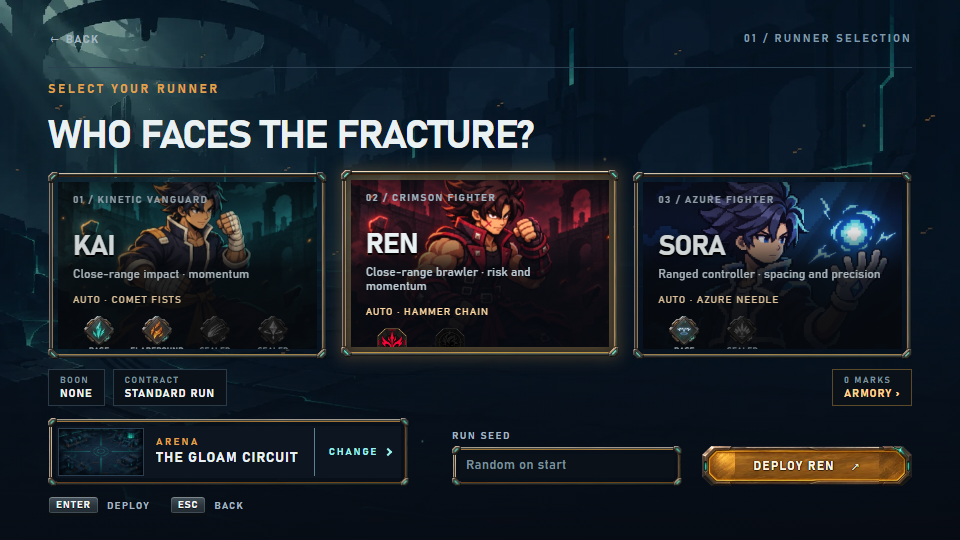 ← BACK
01 / RUNNER SELECTION
SELECT YOUR RUNNER
WHO FACES THE FRACTURE?
01 / KINETIC VANGUARD
KAI
Close-range impact · momentum
AUTO · COMET FISTS
02 / CRIMSON FIGHTER
REN
Close-range brawler · risk and
momentum
AUTO · HAMMER CHAIN
03 / AZURE FIGHTER
SORA
Ranged controller · spacing and precision
AUTO · AZURE NEEDLE
BOON
NONE
CONTRACT
STANDARD RUN
0 MARKS
ARMORY ›
ARENA
THE GLOAM CIRCUIT
CHANGE ›
RUN SEED
Random on start
DEPLOY REN ↗
ENTER DEPLOY ESC BACK